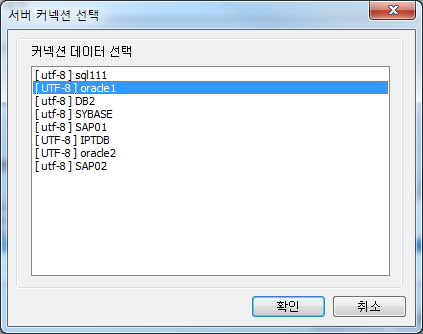 서버 커넥션 선택
커넥션 데이터 선택
[ utf-8 ] sql111
[ UTF-8 ] oracle1
[ utf-8 ] DB2
[ utf-8 ] SYBASE
[ utf-8 ] SAP01
[ UTF-8 ] IPTDB
[ utf-8 ] oracle2
[ utf-8 ] SAP02
확인
취소